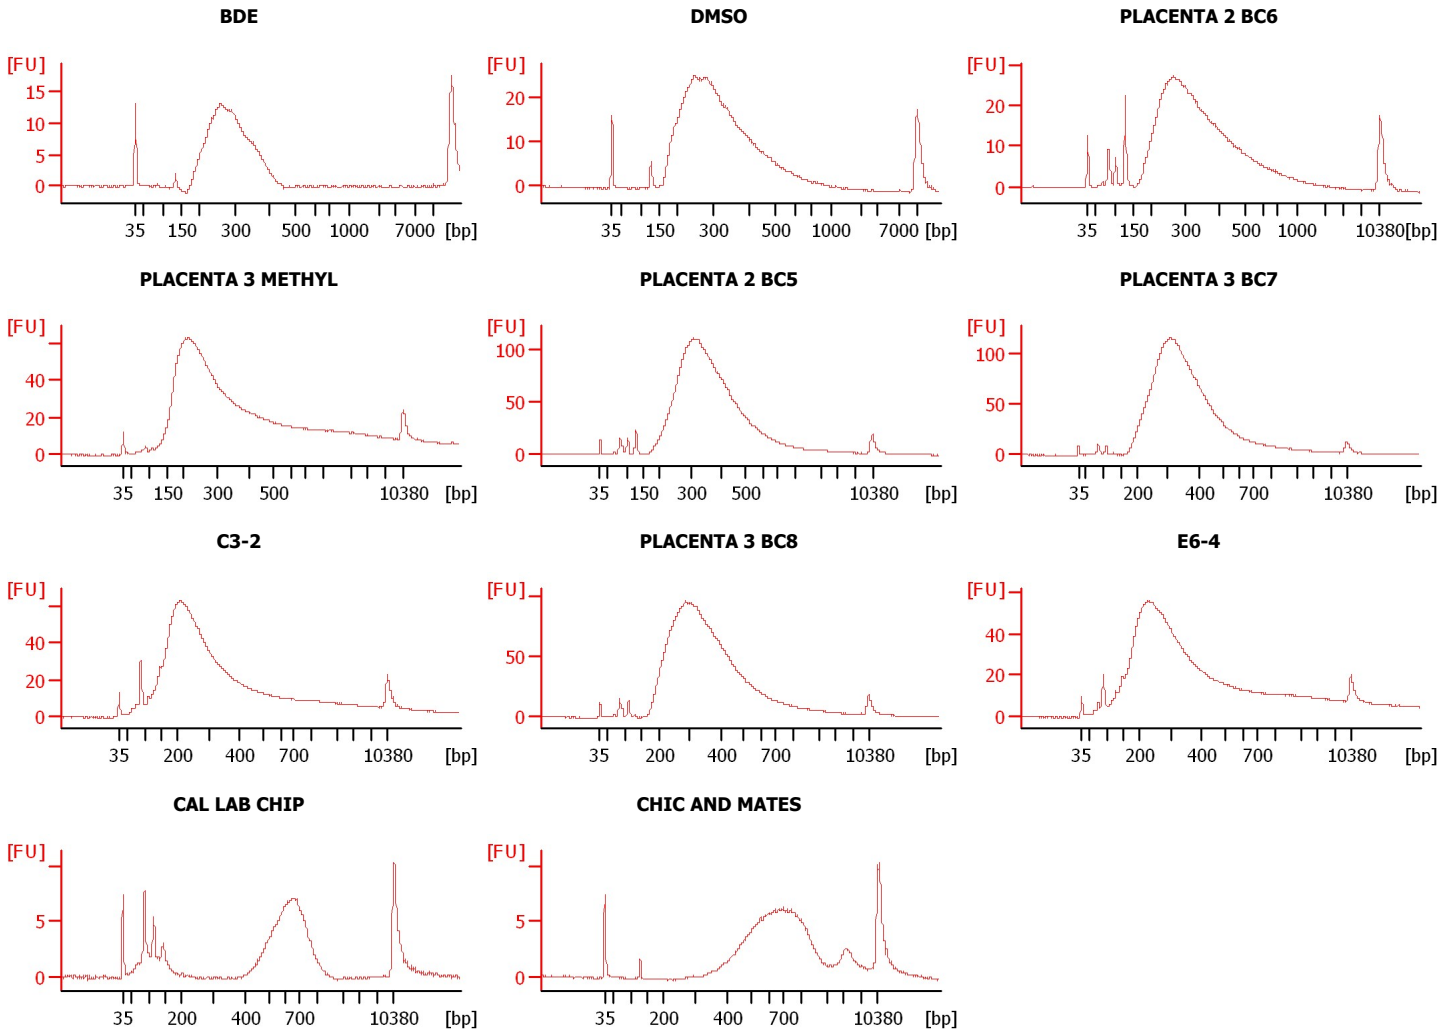 BDE
DMSO
PLACENTA 2 BC6
[FU]
15
10
5
0
35 150 300 500 1000 7000 [bp]
[FU]
20
10
0
35 150 300 500 1000 7000 [bp]
[FU]
20
10
0
35 150 300 500 1000 10380[bp]
PLACENTA 3 METHYL
PLACENTA 2 BC5
PLACENTA 3 BC7
[FU]
40
20
0
35 150 300 500 10380 [bp]
[FU]
100
50
0
35 150 300 500 10380 [bp]
[FU]
100
50
0
35 200 400 700 10380 [bp]
C3-2
PLACENTA 3 BC8
E6-4
[FU]
40
20
0
35 200 400 700 10380 [bp]
[FU]
50
0
35 200 400 700 10380 [bp]
[FU]
40
20
0
35 200 400 700 10380 [bp]
CAL LAB CHIP
CHIC AND MATES
[FU]
5
0
35 200 400 700 10380 [bp]
[FU]
5
0
35 200 400 700 10380 [bp]